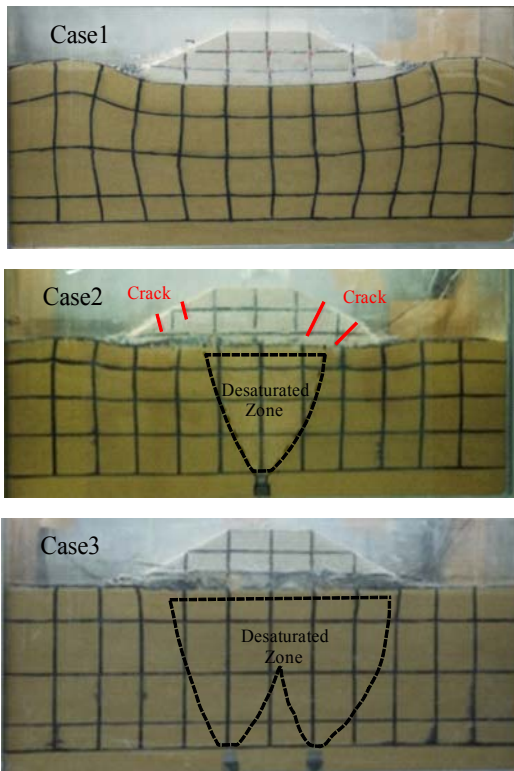 Case1
Case2
Crack
Crack
Desaturated
Zone
Case3
Desaturated
Zone